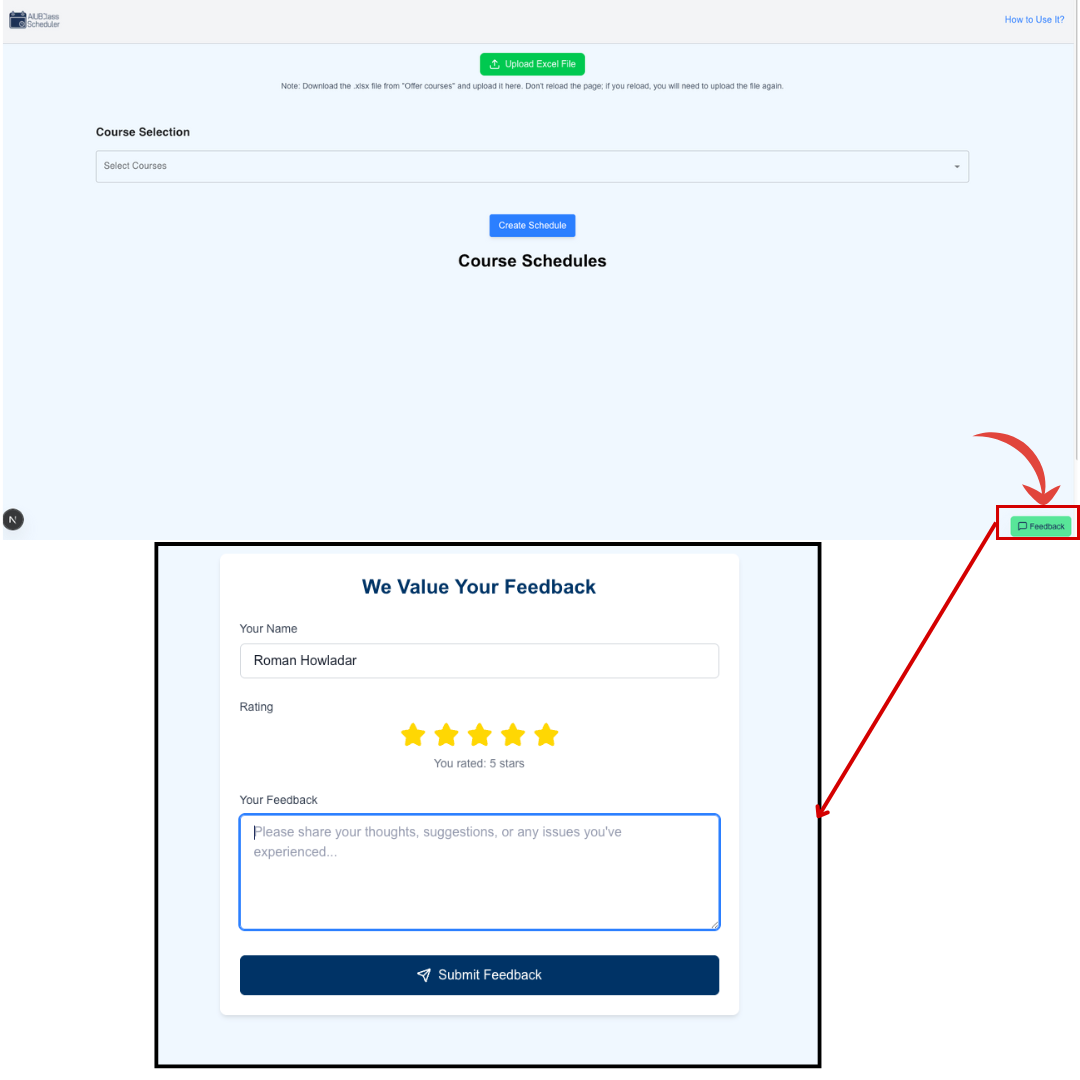 AIUBClass
Scheduler
How to Use It?
Upload Excel File
Note: Download the .xlsx file from "Offer courses" and upload it here. Don't reload the page; if you reload, you will need to upload the file again.
Course Selection
Select Courses
Create Schedule
Course Schedules
N
Feedback
We Value Your Feedback
Your Name
Roman Howladar
Rating
You rated: 5 stars
Your Feedback
Please share your thoughts, suggestions, or any issues you've
experienced...
Submit Feedback